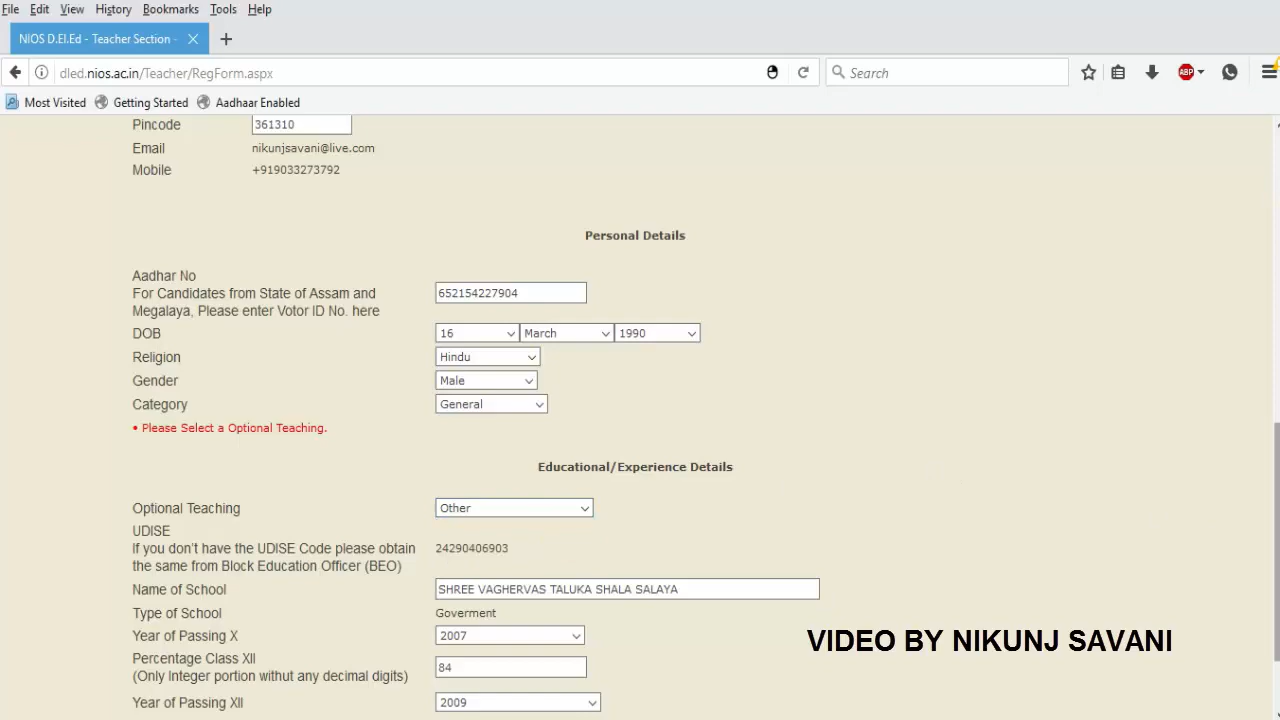 File Edit View History Bookmarks Tools Help
NIOS D.El.Ed - Teacher Section -
dled.nios.ac.in/Teacher/RegForm.aspx Search ABP
Most Visited Getting Started Aadhaar Enabled
Pincode 361310
Email nikunjsavani@live.com
Mobile +919033273792
Personal Details
Aadhar No
For Candidates from State of Assam and 652154227904
Megalaya, Please enter Votor ID No. here
DOB 16 March 1990
Religion Hindu
Gender Male
Category General
• Please Select a Optional Teaching.
Educational/Experience Details
Optional Teaching Other
UDISE
If you don't have the UDISE Code please obtain 24290406903
the same from Block Education Officer (BEO)
Name of School SHREE VAGHERVAS TALUKA SHALA SALAYA
Type of School Goverment
Year of Passing X 2007
VIDEO BY NIKUNJ SAVANI
Percentage Class XII 84
(Only Integer portion withut any decimal digits)
Year of Passing XII 2009